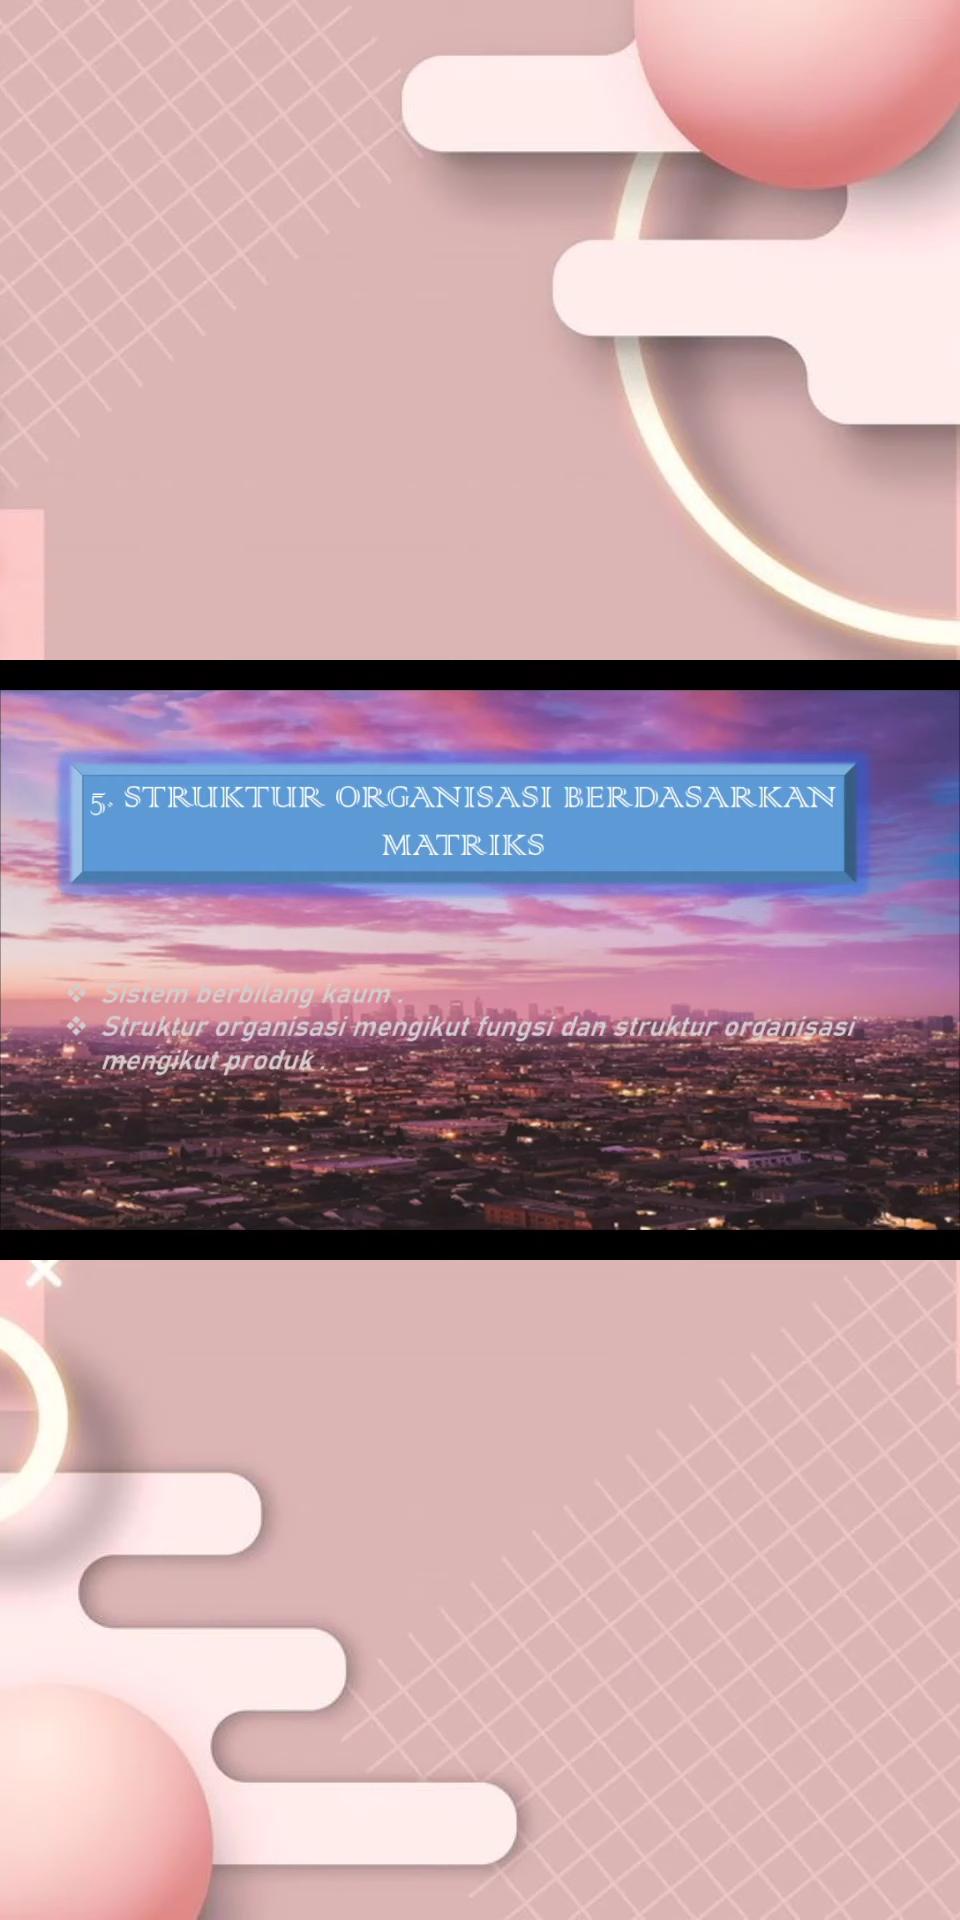 5. STRUKTUR ORGANISASI BERDASARKAN
MATRIKS
❖ Sistem berbilang kaum .
❖ Struktur organisasi mengikut fungsi dan struktur organisasi
mengikut produk .